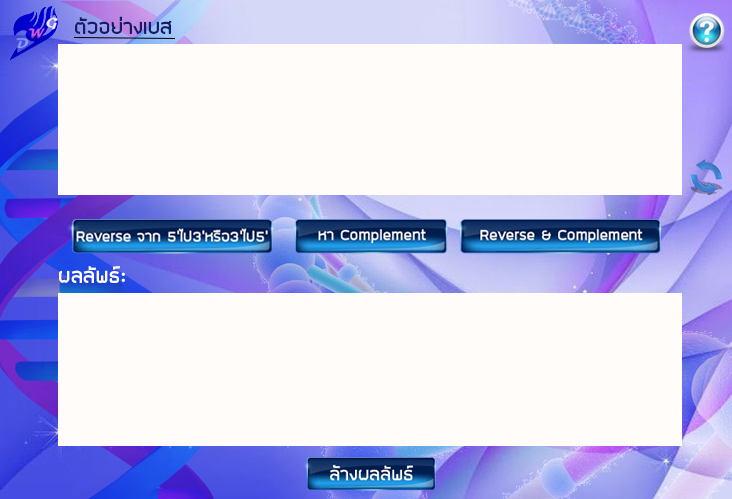 DWG
ตัวอย่างเบส
?
Reverse จาก 5'ไป3'หรือ3'ไป5'
หา Complement
Reverse & Complement
ผลลัพธ์:
ล้างผลลัพธ์